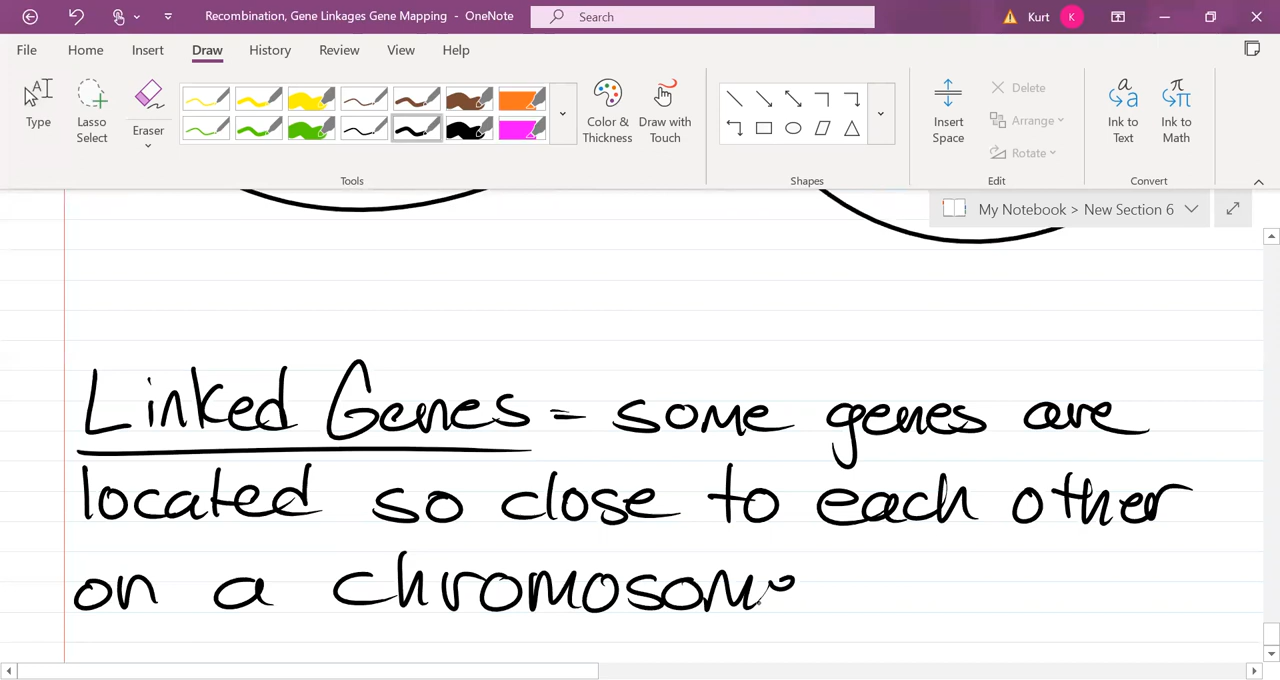 Recombination, Gene Linkages Gene Mapping - OneNote
Search
Kurt
K
File Home Insert Draw History Review View Help
Type
Lasso Select
Eraser
Color & Thickness
Draw with Touch
Insert Space
Delete
Arrange
Rotate
Ink to Text
Ink to Math
Tools Shapes Edit Convert
My Notebook > New Section 6
Linked Genes = some genes are
located so close to each other
on a chromosome